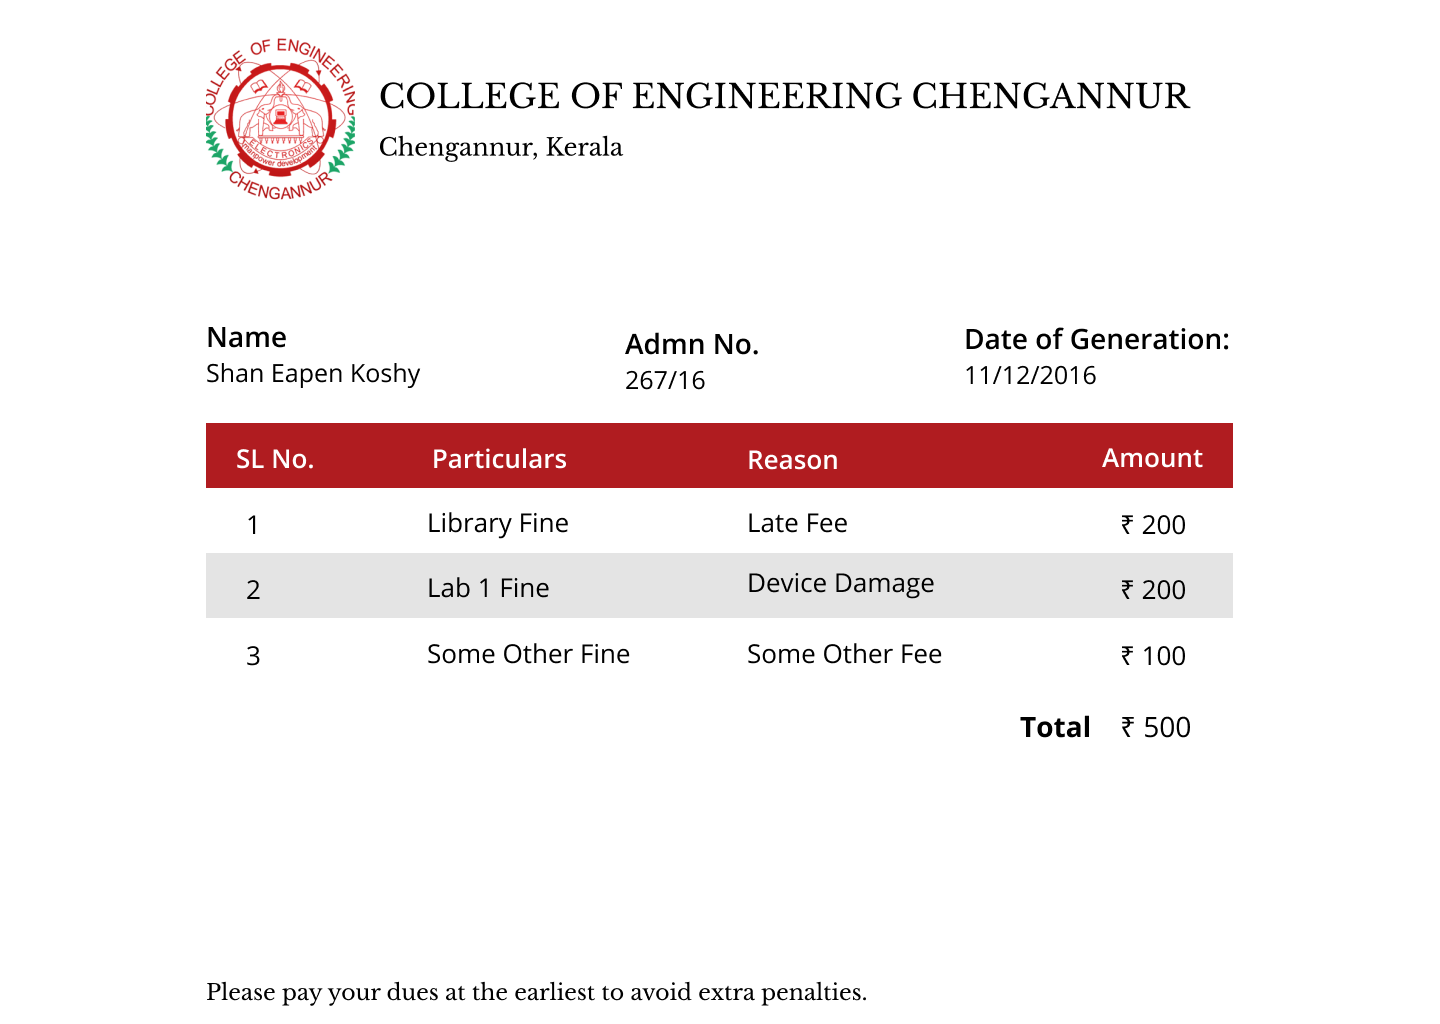 COLLEGE OF ENGINEERING
CHENGANNUR
ELECTRONICS
manpower development
COLLEGE OF ENGINEERING CHENGANNUR
Chengannur, Kerala
Name Admn No. Date of Generation:
Shan Eapen Koshy 267/16 11/12/2016
SL No. Particulars Reason Amount
1 Library Fine Late Fee ₹ 200
2 Lab 1 Fine Device Damage ₹ 200
3 Some Other Fine Some Other Fee ₹ 100
Total ₹ 500
Please pay your dues at the earliest to avoid extra penalties.